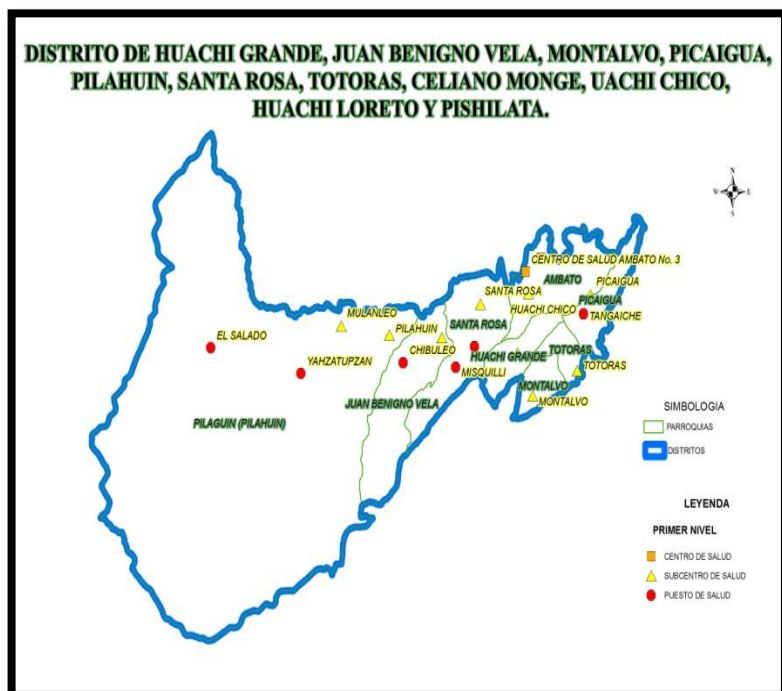 DISTRITO DE HUACHI GRANDE, JUAN BENIGNO VELA, MONTALVO, PICAIGUA,
PILAHUIN, SANTA ROSA, TOTORAS, CELIANO MONGE, UACHI CHICO,
HUACHI LORETO Y PISHILATA.
N
W E
S
CENTRO DE SALUD AMBATO No. 3
AMBATO
PICAIGUA
SANTA ROSA
PICAIGUA
HUACHI CHICO
TANGAICHE
MULANLEO
SANTA ROSA
PILAHUIN
EL SALADO
CHIBULEO
HUACHI GRANDE
TOTORAS
YAHZATUPZAN
MISQUILLI
TOTORAS
MONTALVO
JUAN BENIGNO VELA
MONTALVO
PILAGUIN (PILAHUIN)
SIMBOLOGIA
PARROQUIAS
DISTRITOS
LEYENDA
PRIMER NIVEL
CENTRO DE SALUD
SUBCENTRO DE SALUD
PUESTO DE SALUD